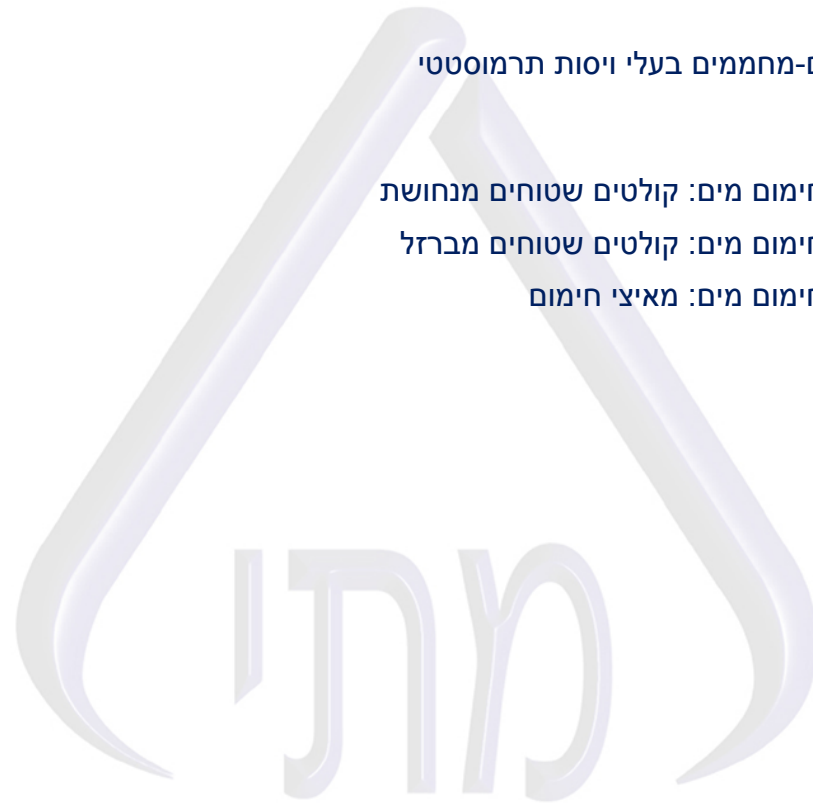 -מחממים בעלי ויסות תרמוסטטי
חימום מים: קולטים שטוחים מנחושת
חימום מים: קולטים שטוחים מברזל
חימום מים: מאיצי חימום
מתי